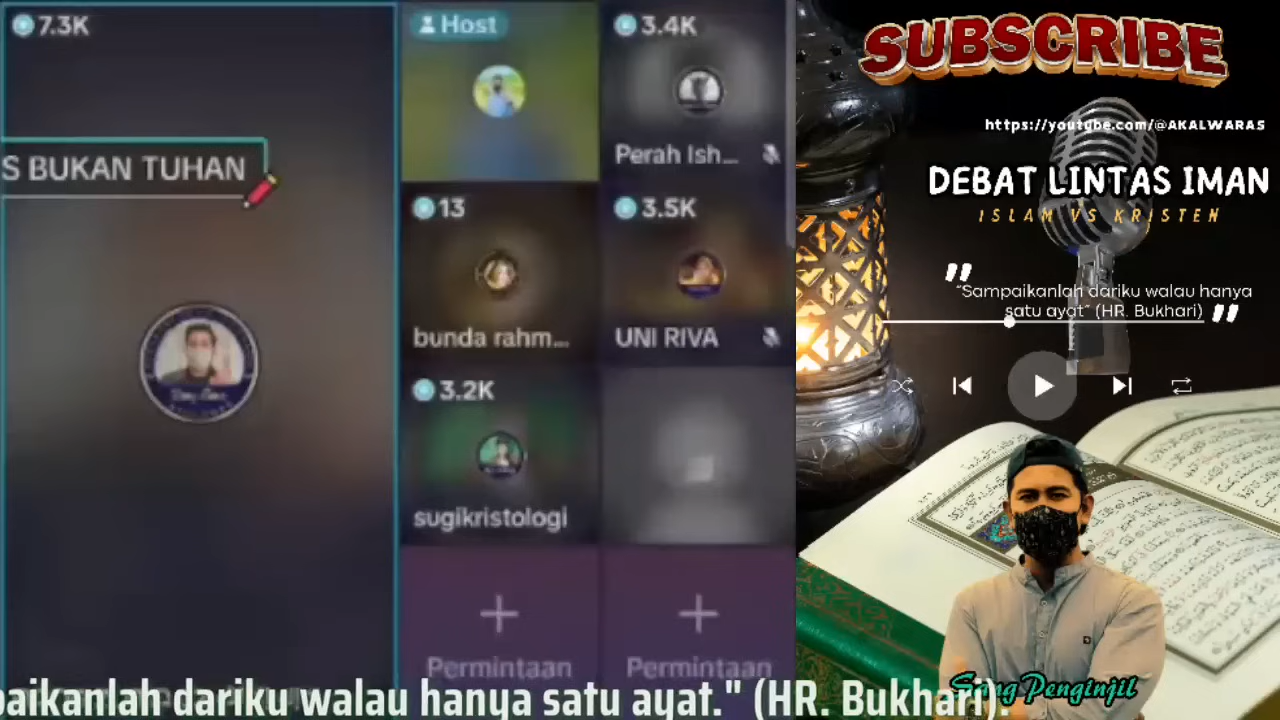 7.3K
S BUKAN TUHAN
Host
3.4K
Perah Ish...
13
bunda rahm...
3.5K
UNI RIVA
3.2K
sugikristologi
Permintaan
Permintaan
SUBSCRIBE
https://youtube.com/@AKALWARAS
DEBAT LINTAS IMAN
ISLAM VS KRISTEN
"Sampaikanlah dariku walau hanya
satu ayat" (HR. Bukhari)
Sang Penginjil
paikanlah dariku walau hanya satu ayat." (HR. Bukhari).